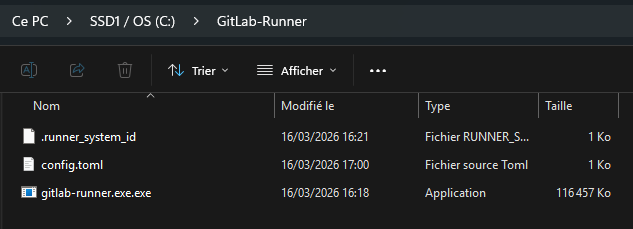 Ce PC > SSD1 / OS (C:) > GitLab-Runner
Trier Afficher ...
Nom Modifié le Type Taille
.runner_system_id 16/03/2026 16:21 Fichier RUNNER_S... 1 Ko
config.toml 16/03/2026 17:00 Fichier source Toml 1 Ko
gitlab-runner.exe.exe 16/03/2026 16:18 Application 116 457 Ko